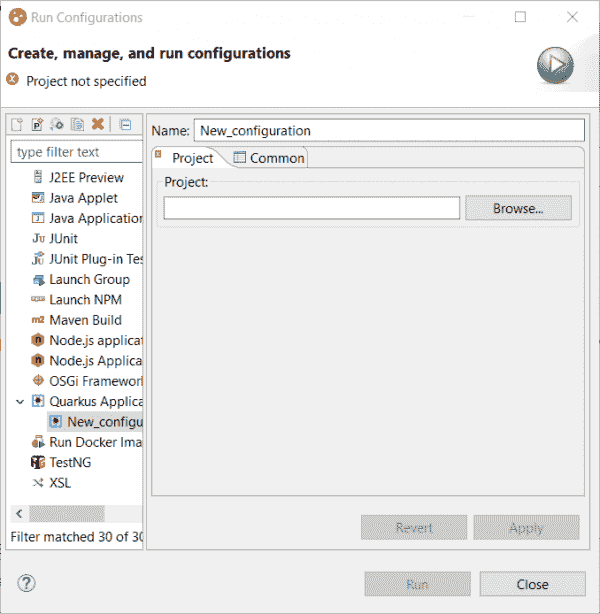 Run Configurations
Create, manage, and run configurations
Project not specified
type filter text
J2EE Preview
Java Applet
Java Application
JUnit
JUnit Plug-in Tes
Launch Group
Launch NPM
Maven Build
Node.js applicat
Node.js Applica
OSGi Framework
Quarkus Applica
New_configu
Run Docker Ima
TestNG
XSL
Filter matched 30 of 30
Name: New_configuration
Project Common
Project:
Browse...
Revert Apply
Run Close